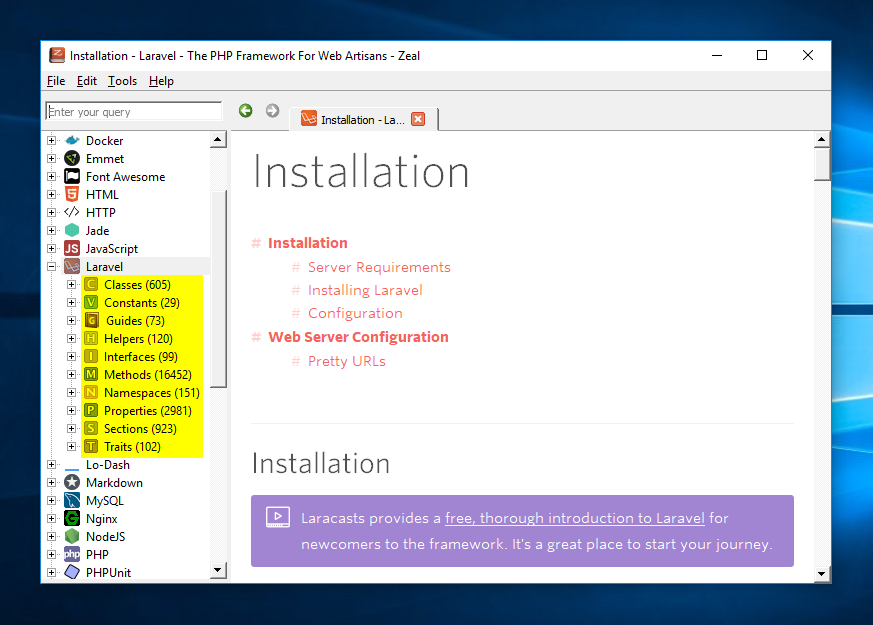 Installation - Laravel - The PHP Framework For Web Artisans - Zeal
File Edit Tools Help
Enter your query
Installation - La...
Docker
Emmet
Font Awesome
HTML
HTTP
Jade
JS JavaScript
Laravel
C Classes (605)
V Constants (29)
G Guides (73)
H Helpers (120)
I Interfaces (99)
M Methods (16452)
N Namespaces (151)
P Properties (2981)
S Sections (923)
T Traits (102)
Lo-Dash
Markdown
MySQL
Nginx
NodeJS
php PHP
PHPUnit
Installation
# Installation
# Server Requirements
# Installing Laravel
# Configuration
# Web Server Configuration
# Pretty URLs
Installation
Laracasts provides a free, thorough introduction to Laravel for
newcomers to the framework. It's a great place to start your journey.